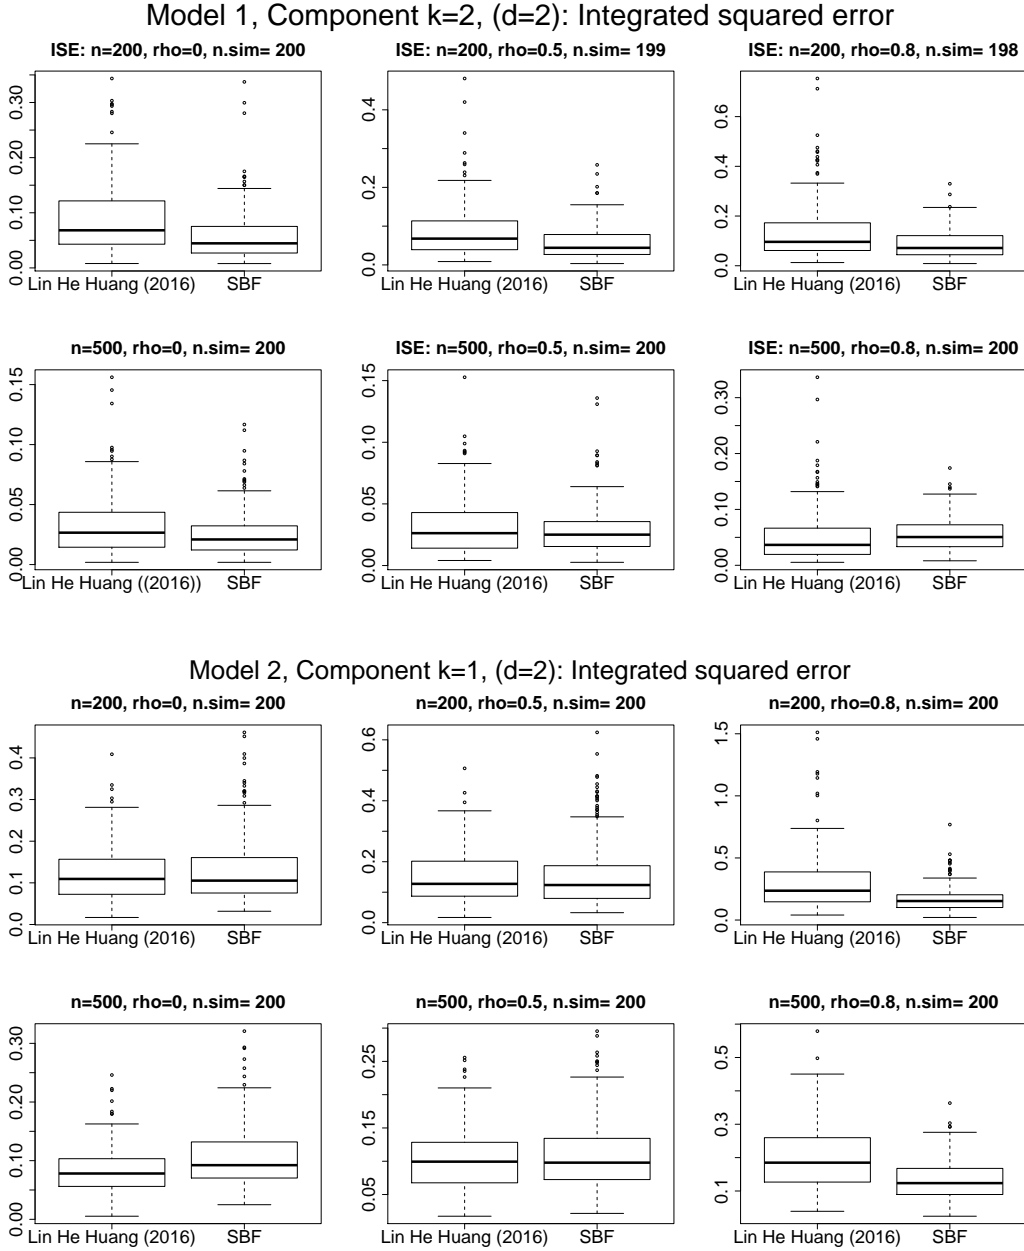 Model 1, Component k=2, (d=2): Integrated squared error
ISE: n=200, rho=0, n.sim= 200
0.00 0.10 0.20 0.30
Lin He Huang (2016) SBF
ISE: n=200, rho=0.5, n.sim= 199
0.0 0.2 0.4
Lin He Huang (2016) SBF
ISE: n=200, rho=0.8, n.sim= 198
0.0 0.2 0.4 0.6
Lin He Huang (2016) SBF
n=500, rho=0, n.sim= 200
0.00 0.05 0.10 0.15
Lin He Huang ((2016)) SBF
ISE: n=500, rho=0.5, n.sim= 200
0.00 0.05 0.10 0.15
Lin He Huang (2016) SBF
ISE: n=500, rho=0.8, n.sim= 200
0.00 0.10 0.20 0.30
Lin He Huang (2016) SBF
Model 2, Component k=1, (d=2): Integrated squared error
n=200, rho=0, n.sim= 200
0.0 0.1 0.2 0.3 0.4
Lin He Huang (2016) SBF
n=200, rho=0.5, n.sim= 200
0.0 0.2 0.4 0.6
Lin He Huang (2016) SBF
n=200, rho=0.8, n.sim= 200
0.0 0.5 1.0 1.5
Lin He Huang (2016) SBF
n=500, rho=0, n.sim= 200
0.00 0.10 0.20 0.30
Lin He Huang (2016) SBF
n=500, rho=0.5, n.sim= 200
0.05 0.15 0.25
Lin He Huang (2016) SBF
n=500, rho=0.8, n.sim= 200
0.1 0.3 0.5
Lin He Huang (2016) SBF